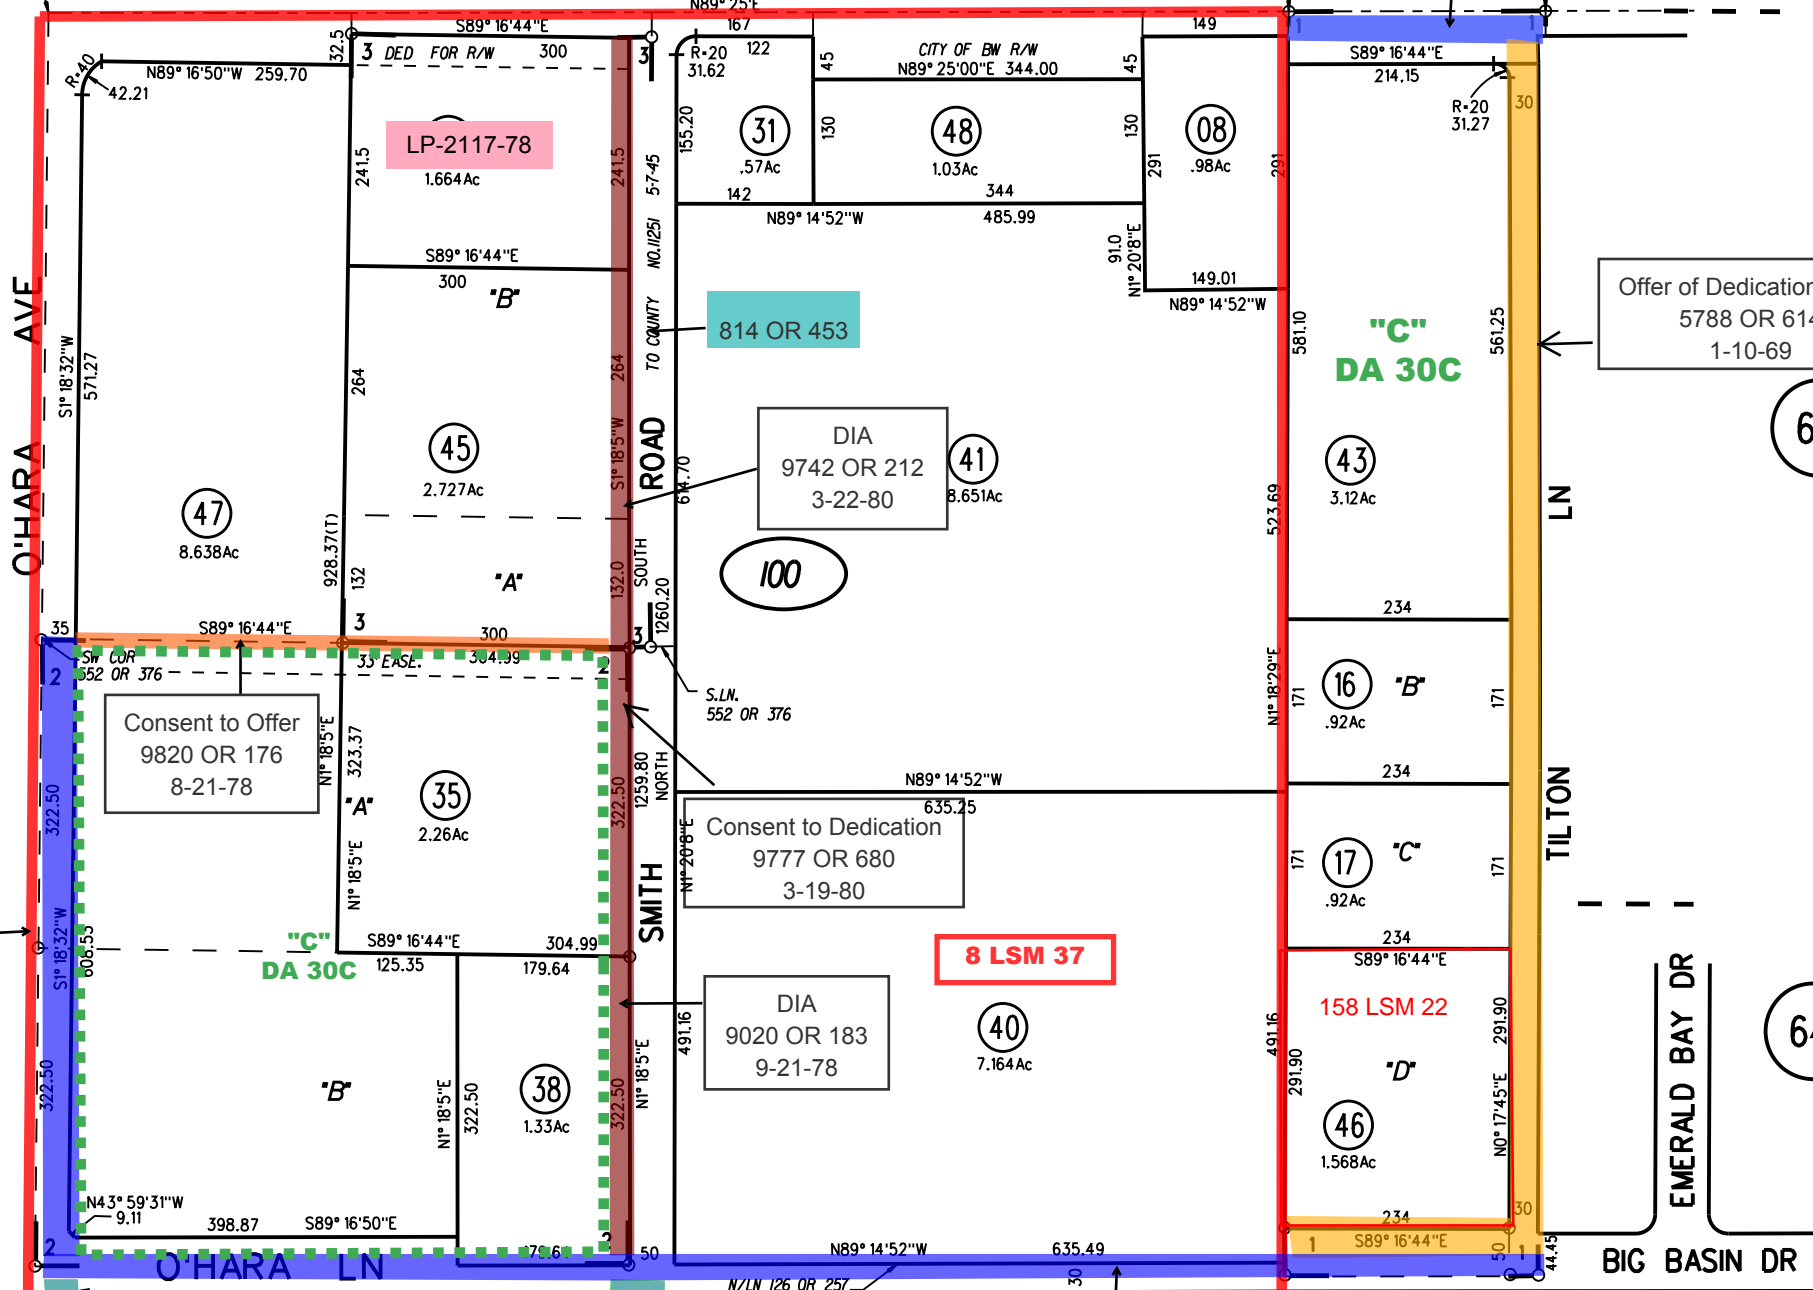 N89° 25'E
S89° 16'44"E
167
149
1
1
32.5
3
DED FOR R/W
300
3
R=20
31.62
122
45
CITY OF BW R/W
N89° 25'00"E 344.00
45
S89° 16'44"E
214.15
R=40
42.21
N89° 16'50"W 259.70
R=20
31.27
30
LP-2117-78
1.664Ac
241.5
241.5
5-7-45
155.20
31
.57Ac
130
48
1.03Ac
130
08
.98Ac
291
291
142
344
N89° 14'52"W
485.99
NO.11251
TO COUNTY
S89° 16'44"E
300
"B"
91.0
N1° 20'8"E
149.01
N89° 14'52"W
O'HARA AVE
S1° 18'32"W
571.27
264
264
814 OR 453
581.10
"C"
DA 30C
561.25
Offer of Dedication
5788 OR 614
1-10-69
6
S1° 18'5"W
ROAD
614.70
DIA
9742 OR 212
3-22-80
41
8.651Ac
45
2.727Ac
43
3.12Ac
47
8.638Ac
523.69
LN
928.37(T)
132
"A"
132.0
SOUTH
1260.20
100
35
S89° 16'44"E
3
300
3
234
SW COR
552 OR 376
2
33 EASE.
304.99
2
S.LN.
552 OR 376
N1° 18'29"E
171
16
.92Ac
"B"
171
Consent to Offer
9820 OR 176
8-21-78
N1° 18'5"E
323.37
"A"
35
2.26Ac
322.50
322.50
1259.80
NORTH
N89° 14'52"W
635.25
234
TILTON
Consent to Dedication
9777 OR 680
3-19-80
N1° 20'8"E
SMITH
171
17
.92Ac
"C"
171
N1° 18'5"E
S1° 18'32"W
608.53
"C"
DA 30C
S89° 16'44"E
304.99
125.35
179.64
8 LSM 37
234
S89° 16'44"E
158 LSM 22
DIA
9020 OR 183
9-21-78
491.16
40
7.164Ac
491.16
291.90
291.90
"D"
EMERALD BAY DR
64
322.50
"B"
N1° 18'5"E
322.50
38
1.33Ac
322.50
N1° 18'5"E
46
1.568Ac
N0° 17'45"E
N43° 59'31"W
9.11
398.87
S89° 16'50"E
234
30
2
2
50
N89° 14'52"W
635.49
1
S89° 16'44"E
50
1
44.45
O'HARA LN
179.64
N/LN 126 OR 257
30
BIG BASIN DR